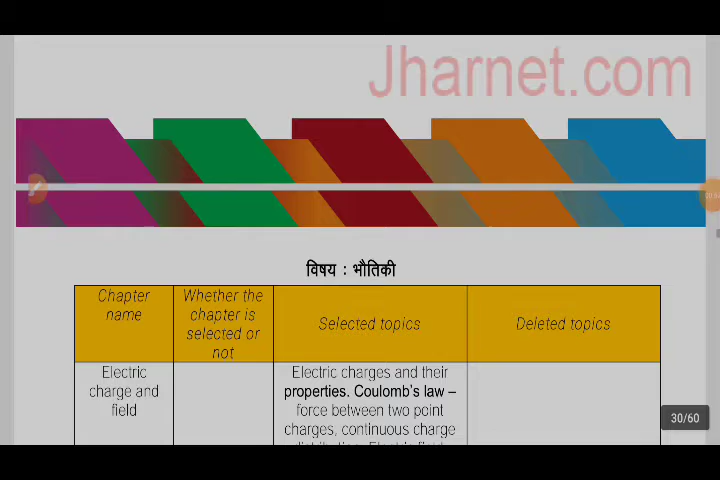 Jharnet.com
विषय : भौतिकी
Chapter name
Whether the chapter is selected or not
Selected topics
Deleted topics
Electric charge and field
Electric charges and their
properties. Coulomb's law –
force between two point
charges, continuous charge
30/60